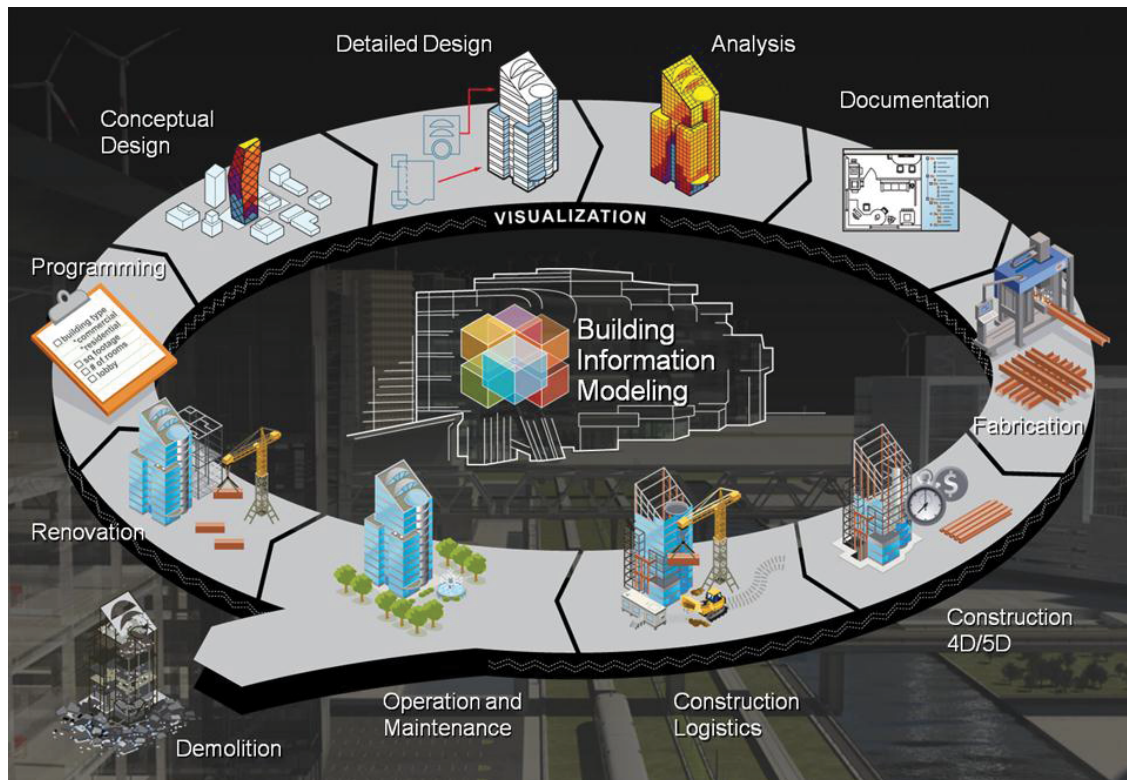 Detailed Design
Analysis
Documentation
Conceptual
Design
VISUALIZATION
Programming
building type
*commercial
*residential
sq footage
# of rooms
lobby
Building
Information
Modeling
Fabrication
$
Renovation
Construction
4D/5D
Operation and
Maintenance
Construction
Logistics
Demolition